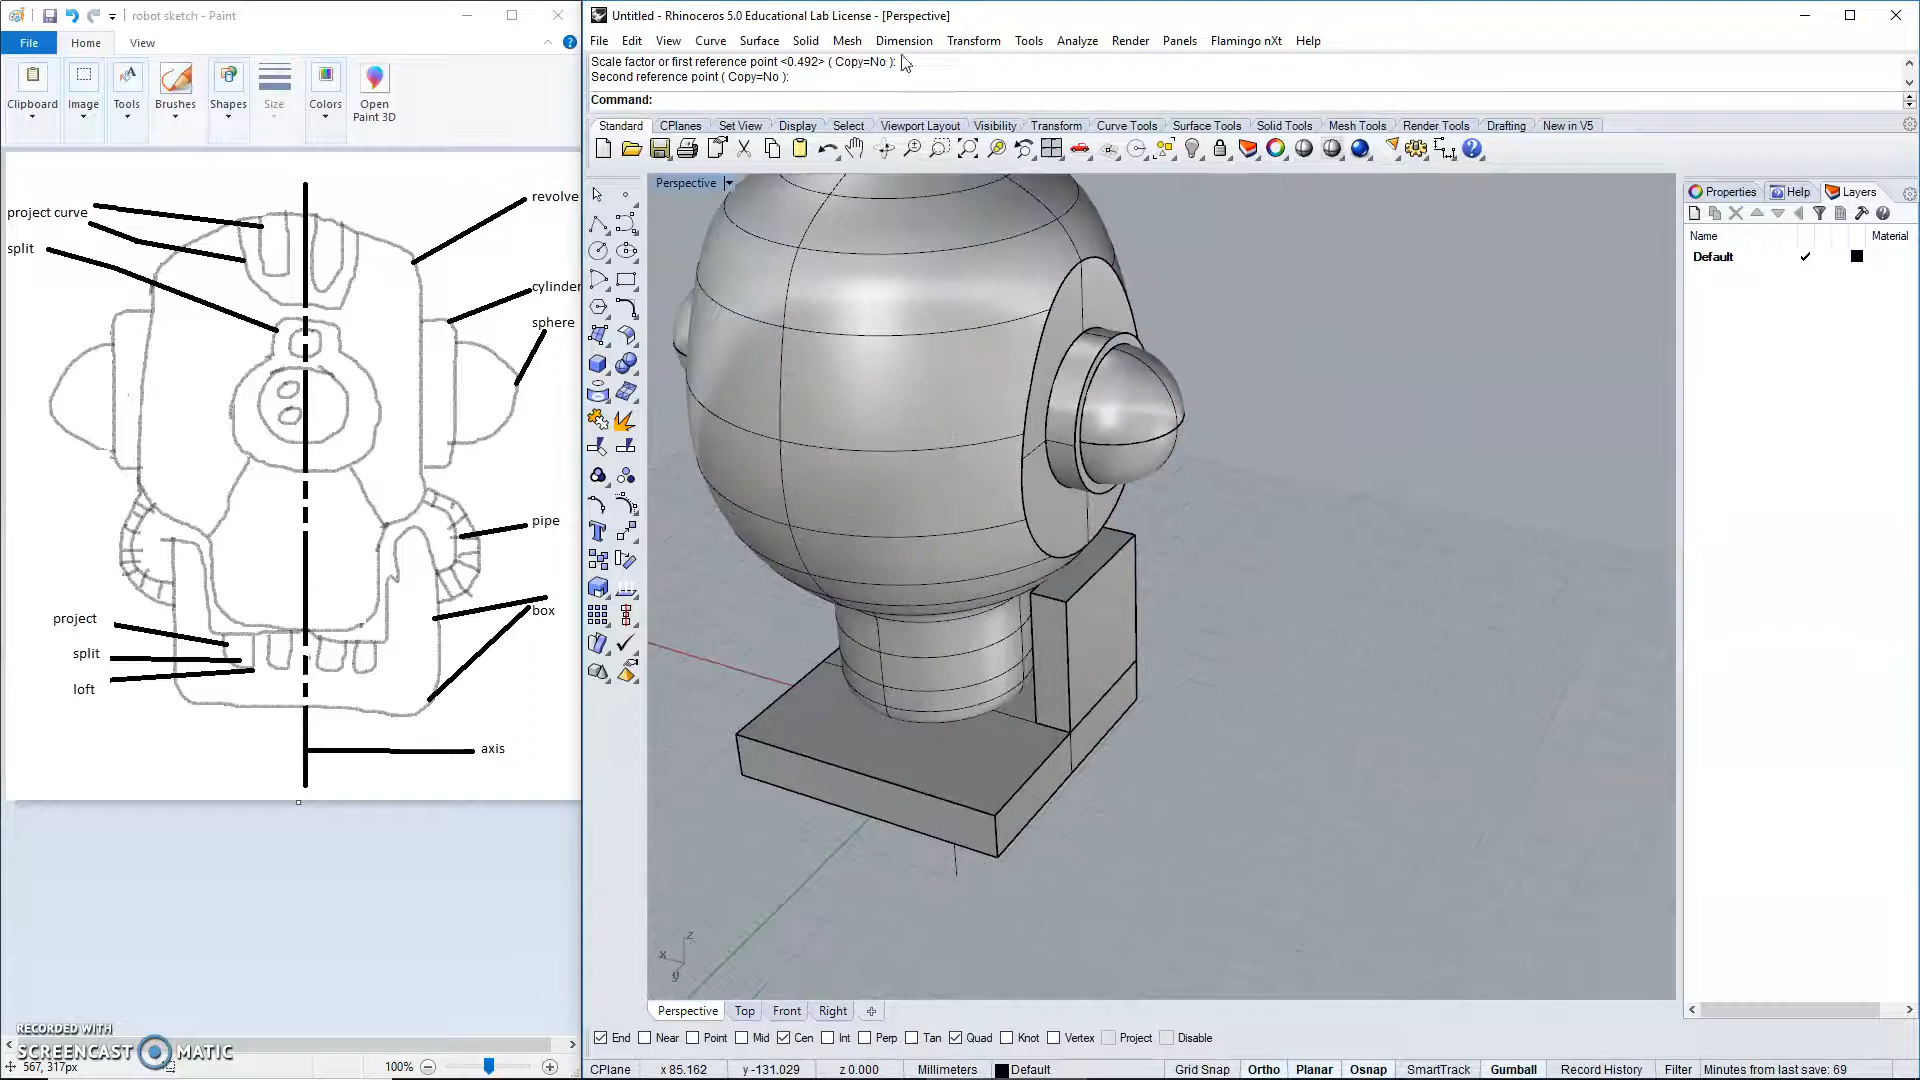 robot sketch - Paint
File
Home
View
Clipboard
Image
Tools
Brushes
Shapes
Size
Colors
Open
Paint 3D
project curve
split
revolve
cylinder
sphere
pipe
box
project
split
loft
axis
RECORDED WITH
SCREENCAST MATIC
567, 317px
100%
Untitled - Rhinoceros 5.0 Educational Lab License - [Perspective]
File Edit View Curve Surface Solid Mesh Dimension Transform Tools Analyze Render Panels Flamingo nXt Help
Scale factor or first reference point <0.492> ( Copy=No ):
Second reference point ( Copy=No ):
Command:
Standard CPlanes Set View Display Select Viewport Layout Visibility Transform Curve Tools Surface Tools Solid Tools Mesh Tools Render Tools Drafting New in V5
Perspective
z
x
y
Properties Help Layers
Name Material
Default
Perspective Top Front Right
End Near Point Mid Cen Int Perp Tan Quad Knot Vertex Project Disable
CPlane x 85.162 y -131.029 z 0.000 Millimeters Default Grid Snap Ortho Planar Osnap SmartTrack Gumball Record History Filter Minutes from last save: 69